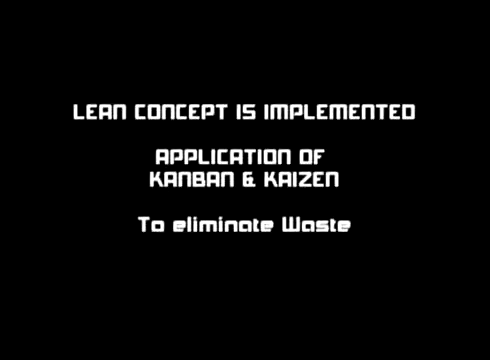 LEAN CONCEPT IS IMPLEMENTED
APPLICATION OF
KANBAN & KAIZEN
To eliminate Waste